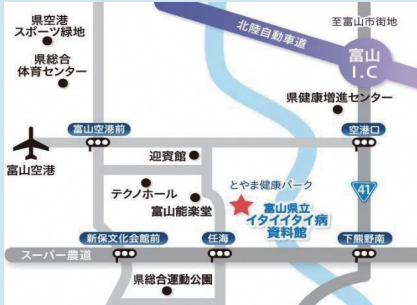 県空港
スポーツ緑地
県総合
体育センター
北陸自動車道
至富山市街地
富山
I.C
県健康増進センター
富山空港前
空港口
富山空港
迎賓館
テクノホール
富山能楽堂
とやま健康パーク
富山県立
イタイイタイ病
資料館
41
新保文化会館前
任海
下熊野南
スーパー農道
県総合運動公園